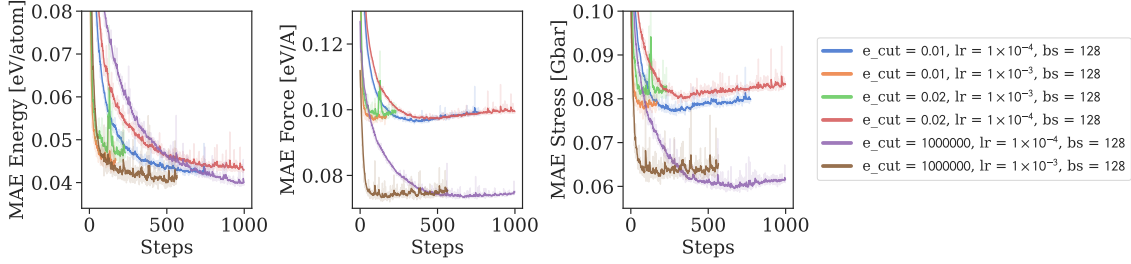 MAE Energy [eV/atom]
0.08
0.07
0.06
0.05
0.04
0
500
1000
Steps
MAE Force [eV/A]
0.12
0.10
0.08
0
500
1000
Steps
MAE Stress [Gbar]
0.10
0.09
0.08
0.07
0.06
0
500
1000
Steps
e_cut = 0.01, lr = 1×10⁻⁴, bs = 128
e_cut = 0.01, lr = 1×10⁻³, bs = 128
e_cut = 0.02, lr = 1×10⁻³, bs = 128
e_cut = 0.02, lr = 1×10⁻⁴, bs = 128
e_cut = 1000000, lr = 1×10⁻⁴, bs = 128
e_cut = 1000000, lr = 1×10⁻³, bs = 128